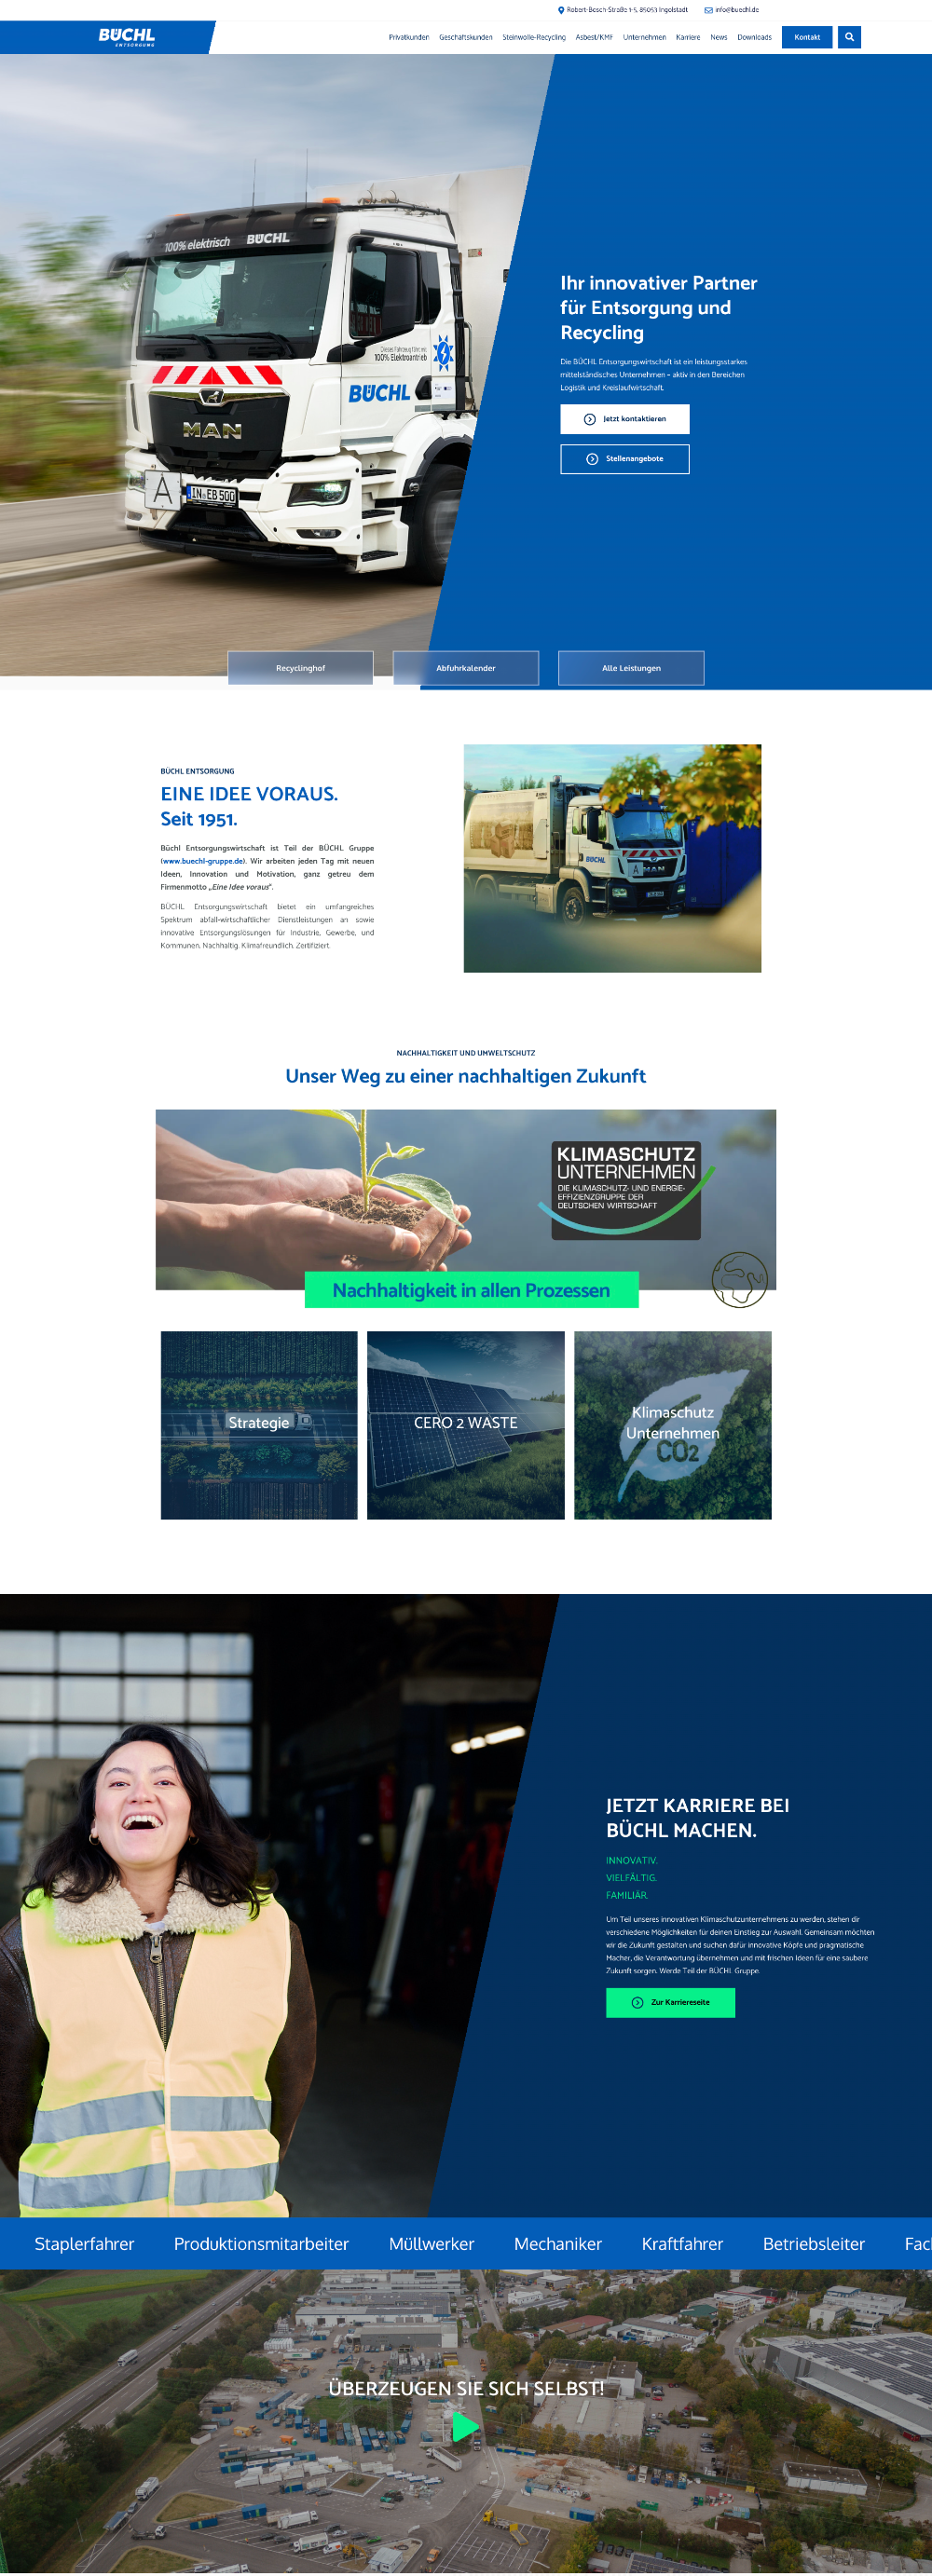 Robert-Bosch-Straße 1-5, 85053 Ingolstadt
info@buechl.de
BÜCHL
ENTSORGUNG
Privatkunden
Geschäftskunden
Steinwolle-Recycling
Asbest/KMF
Unternehmen
Karriere
News
Downloads
Kontakt
100% elektrisch
BÜCHL
Dieses Fahrzeug fährt mit
100% Elektroantrieb
BÜCHL
MAN
A
IN EB 500
Ihr innovativer Partner
für Entsorgung und
Recycling
Die BÜCHL Entsorgungswirtschaft ist ein leistungsstarkes
mittelständisches Unternehmen – aktiv in den Bereichen
Logistik und Kreislaufwirtschaft.
Jetzt kontaktieren
Stellenangebote
Recyclinghof
Abfuhrkalender
Alle Leistungen
BÜCHL ENTSORGUNG
EINE IDEE VORAUS.
Seit 1951.
Büchl Entsorgungswirtschaft ist Teil der BÜCHL Gruppe
(www.buechl-gruppe.de). Wir arbeiten jeden Tag mit neuen
Ideen, Innovation und Motivation, ganz getreu dem
Firmenmotto „Eine Idee voraus“.
BÜCHL Entsorgungswirtschaft bietet ein umfangreiches
Spektrum abfall-wirtschaftlicher Dienstleistungen an sowie
innovative Entsorgungslösungen für Industrie, Gewerbe, und
Kommunen. Nachhaltig. Klimafreundlich. Zertifiziert.
BÜCHL
A
MAN
NACHHALTIGKEIT UND UMWELTSCHUTZ
Unser Weg zu einer nachhaltigen Zukunft
KLIMASCHUTZ
UNTERNEHMEN
DIE KLIMASCHUTZ- UND ENERGIE-
EFFIZIENZGRUPPE DER
DEUTSCHEN WIRTSCHAFT
Nachhaltigkeit in allen Prozessen
Strategie
CERO 2 WASTE
Klimaschutz
Unternehmen
CO2
JETZT KARRIERE BEI
BÜCHL MACHEN.
INNOVATIV.
VIELFÄLTIG.
FAMILIÄR.
Um Teil unseres innovativen Klimaschutzunternehmens zu werden, stehen dir
verschiedene Möglichkeiten für deinen Einstieg zur Auswahl. Gemeinsam möchten
wir die Zukunft gestalten und suchen dafür innovative Köpfe und pragmatische
Macher, die Verantwortung übernehmen und mit frischen Ideen für eine saubere
Zukunft sorgen. Werde Teil der BÜCHL Gruppe.
Zur Karriereseite
Staplerfahrer
Produktionsmitarbeiter
Müllwerker
Mechaniker
Kraftfahrer
Betriebsleiter
Fac
ÜBERZEUGEN SIE SICH SELBST!